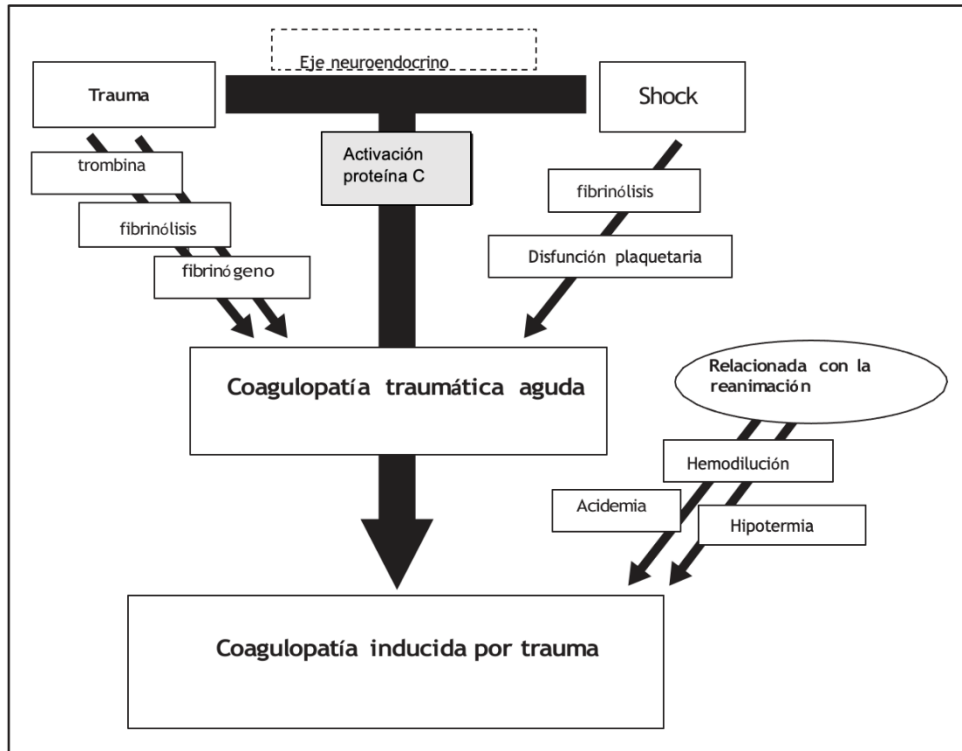 Eje neuroendocrino
Trauma
Shock
Activación
proteína C
trombina
fibrinólisis
fibrinógeno
fibrinólisis
Disfunción plaquetaria
Coagulopatía traumática aguda
Relacionada con la
reanimación
Hemodilución
Acidemia
Hipotermia
Coagulopatía inducida por trauma